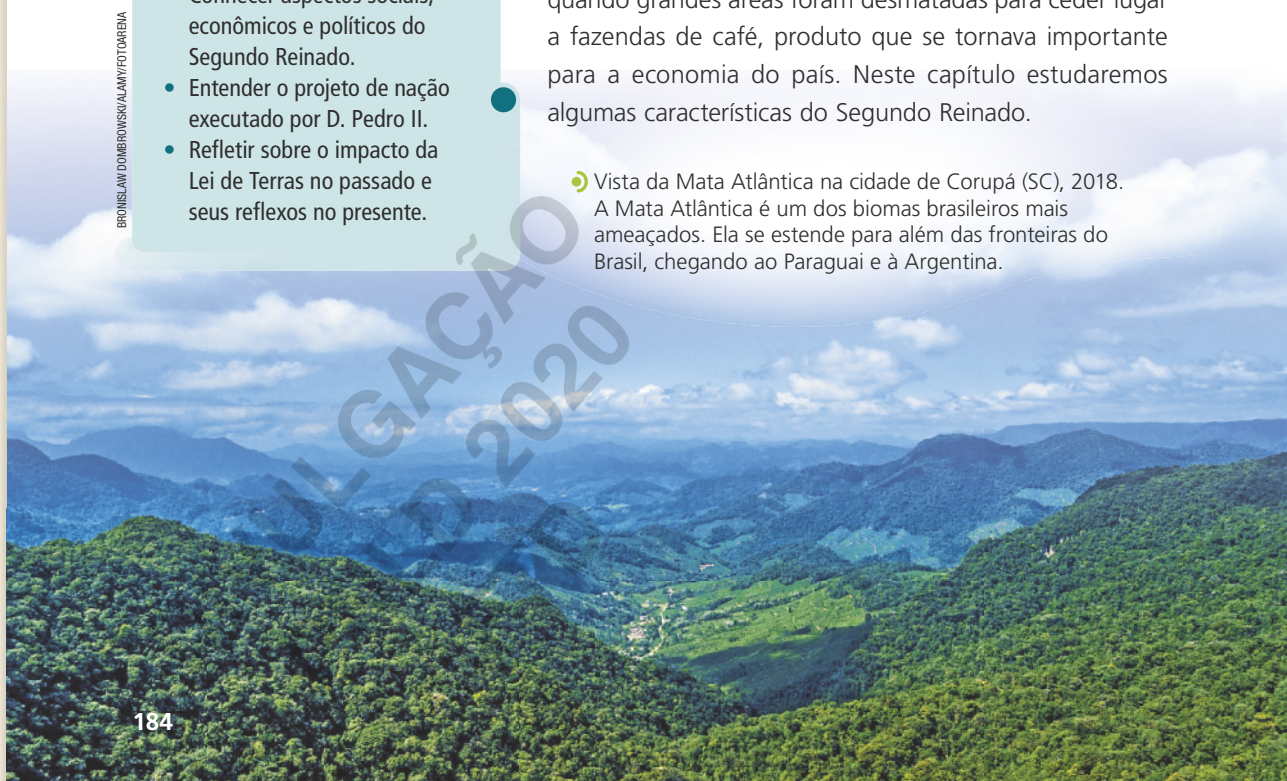 Conhecer aspectos sociais,
econômicos e políticos do
Segundo Reinado.
• Entender o projeto de nação
executado por D. Pedro II.
• Refletir sobre o impacto da
Lei de Terras no passado e
seus reflexos no presente.
BRONISLAW DOMBROWSKI/ALAMY/FOTOARENA
quando grandes áreas foram desmatadas para ceder lugar
a fazendas de café, produto que se tornava importante
para a economia do país. Neste capítulo estudaremos
algumas características do Segundo Reinado.
Vista da Mata Atlântica na cidade de Corupá (SC), 2018.
A Mata Atlântica é um dos biomas brasileiros mais
ameaçados. Ela se estende para além das fronteiras do
Brasil, chegando ao Paraguai e à Argentina.
ULGAÇÃO
LD 2020
184